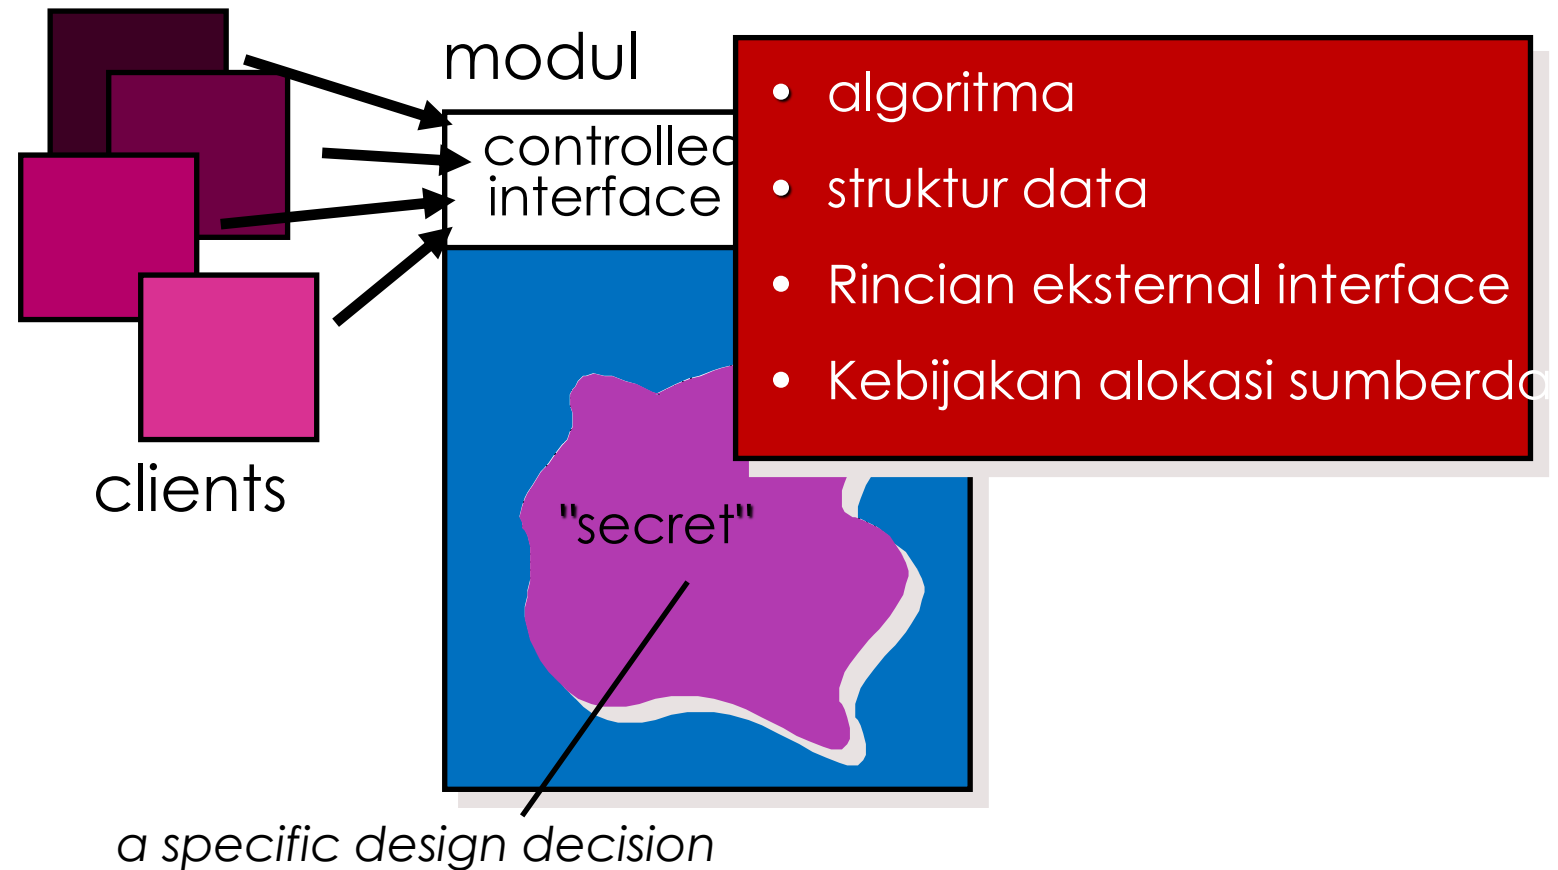 modul
controlled
interface
• algoritma
• struktur data
• Rincian eksternal interface
• Kebijakan alokasi sumberda
clients
"secret"
a specific design decision